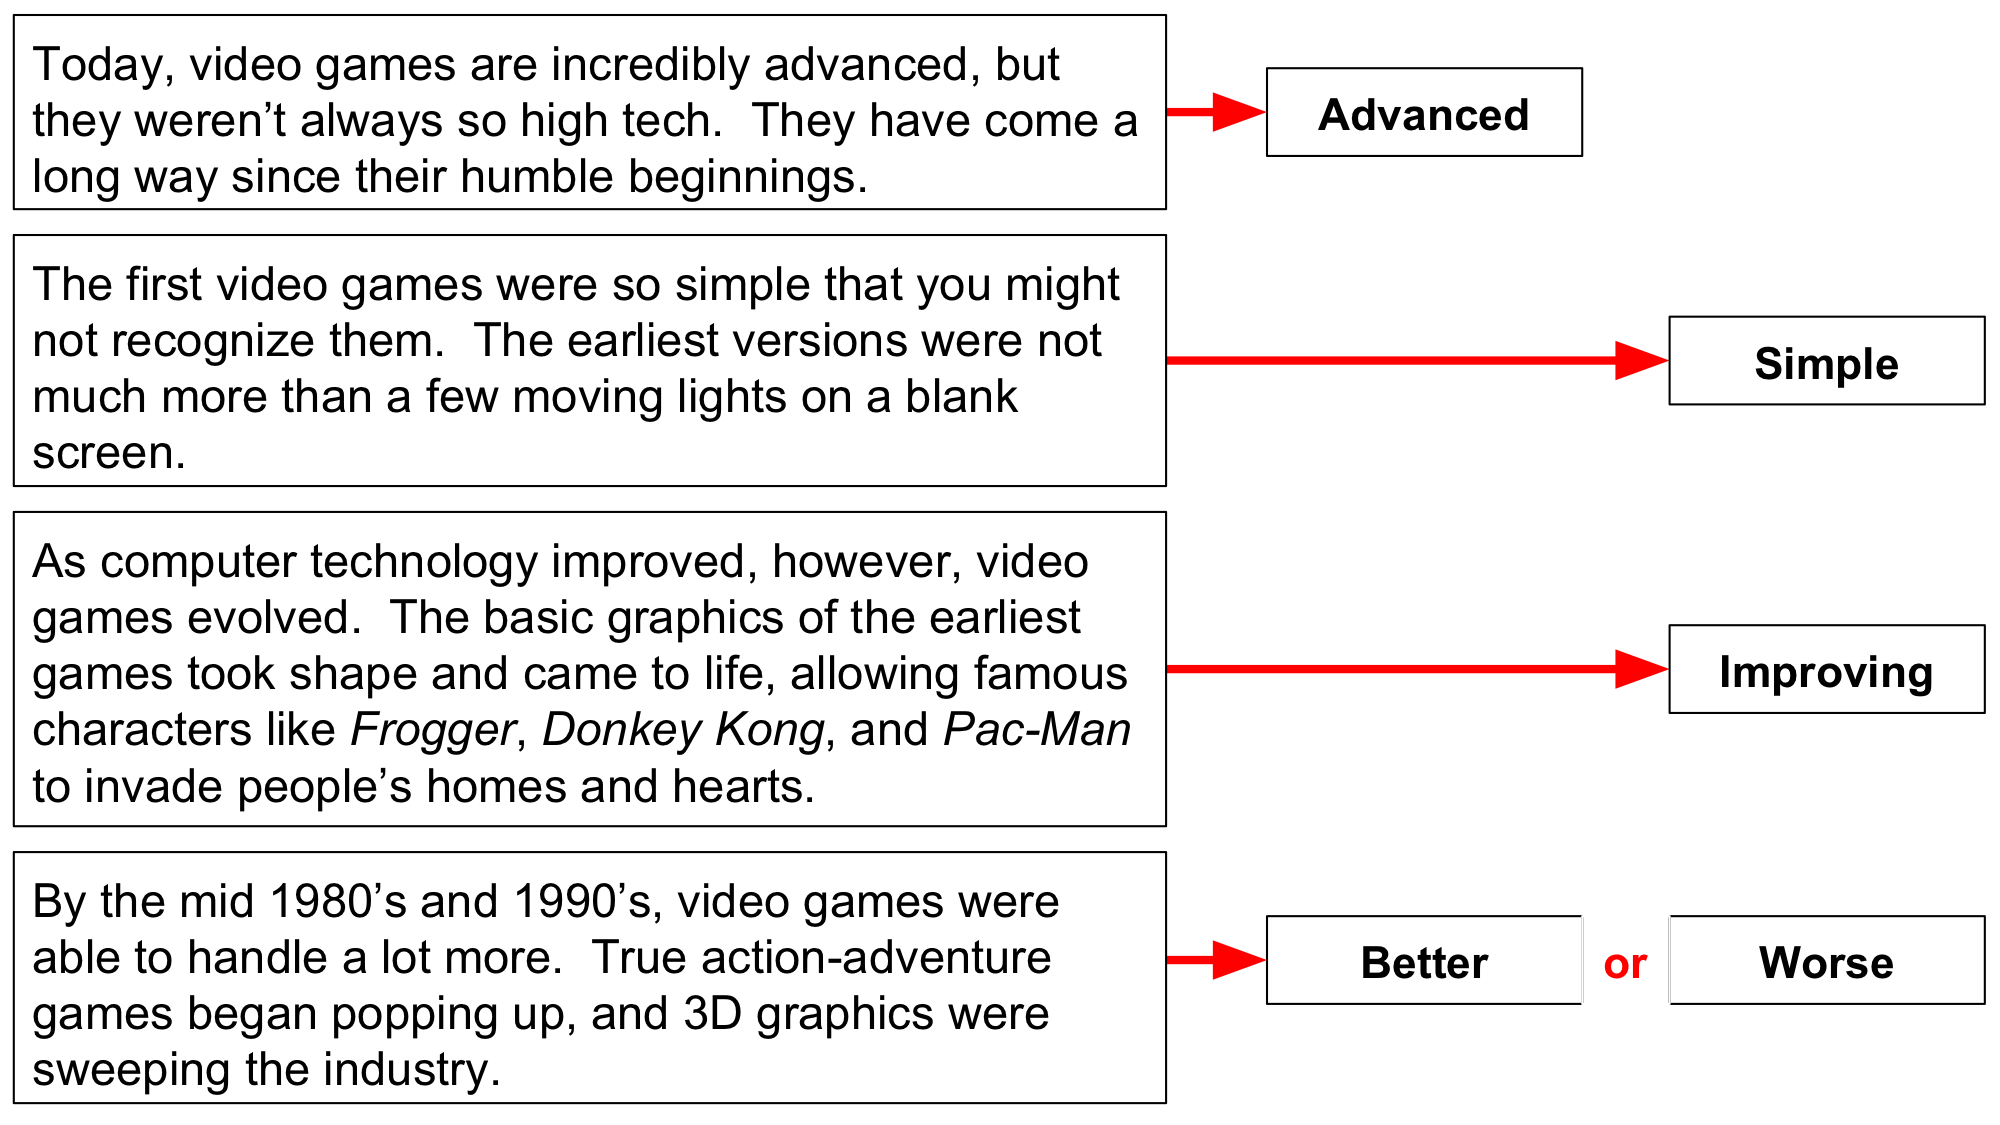 Today, video games are incredibly advanced, but
they weren’t always so high tech.  They have come a
long way since their humble beginnings.
Advanced
The first video games were so simple that you might
not recognize them.  The earliest versions were not
much more than a few moving lights on a blank
screen.
Simple
As computer technology improved, however, video
games evolved.  The basic graphics of the earliest
games took shape and came to life, allowing famous
characters like Frogger, Donkey Kong, and Pac-Man
to invade people’s homes and hearts.
Improving
By the mid 1980’s and 1990’s, video games were
able to handle a lot more.  True action-adventure
games began popping up, and 3D graphics were
sweeping the industry.
Better or Worse